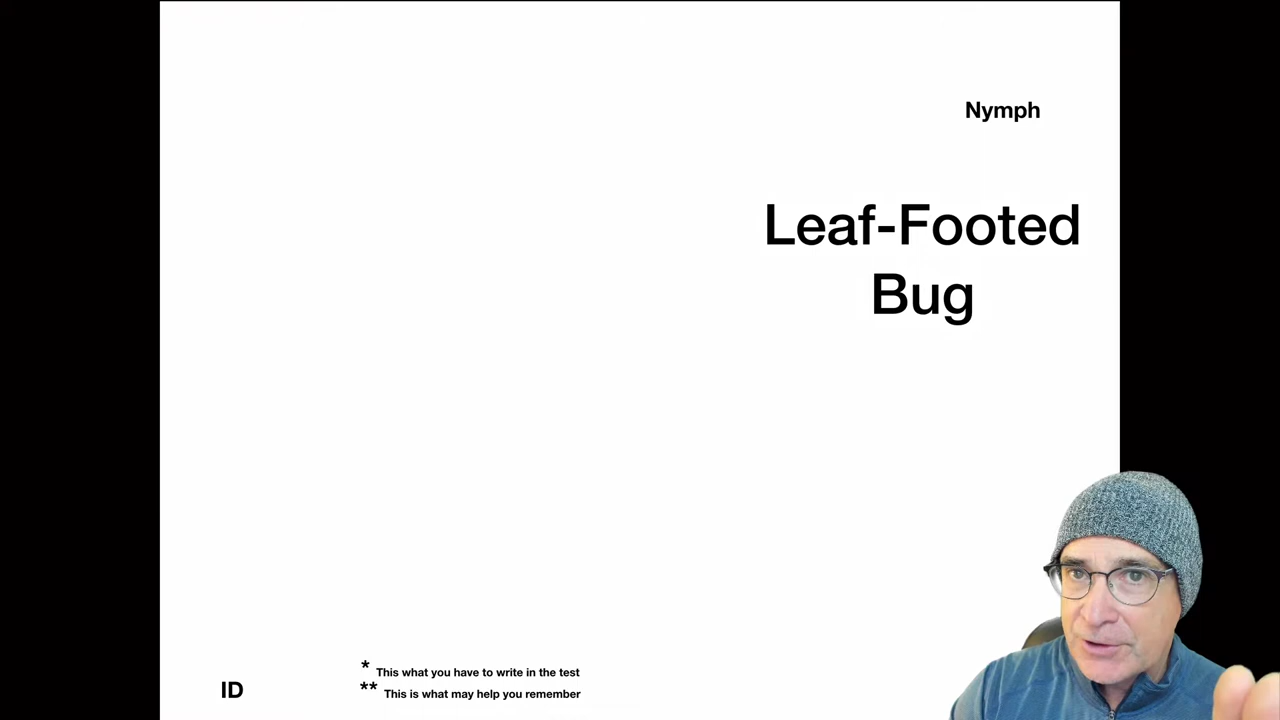 Nymph
Leaf-Footed
Bug
* This what you have to write in the test
** This is what may help you remember
ID